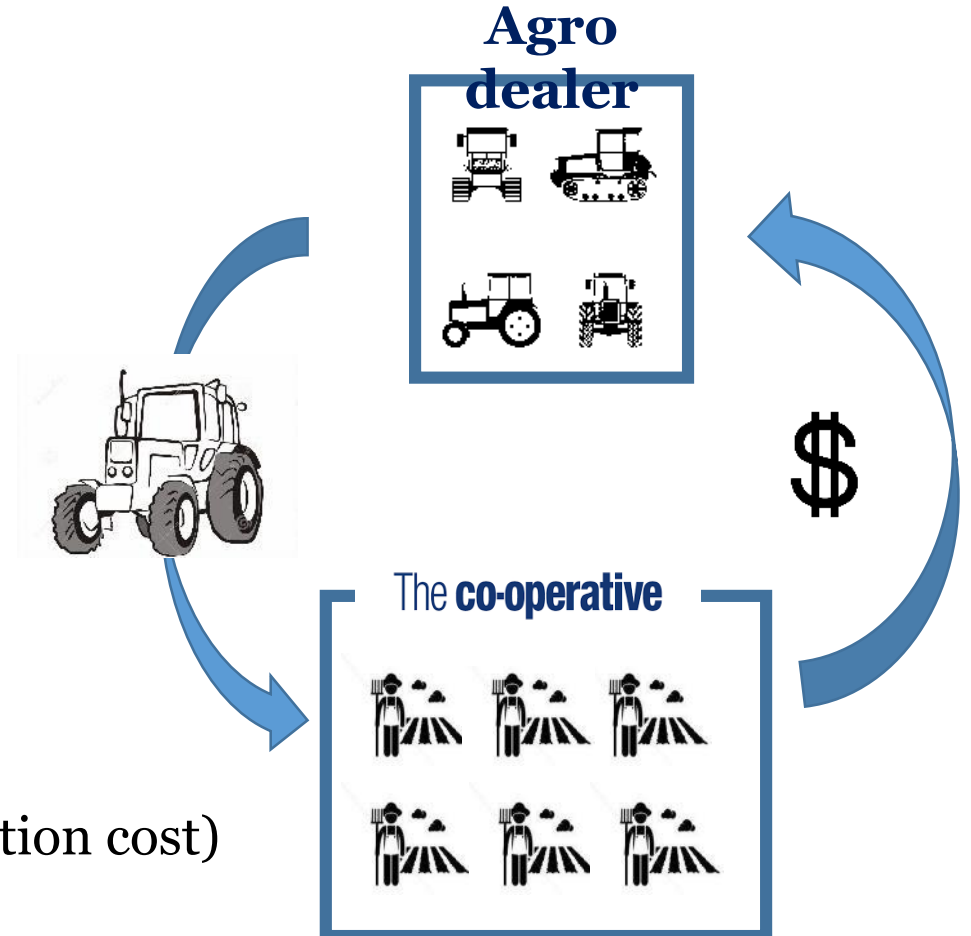 Agro
dealer
$
The co-operative
tion cost)